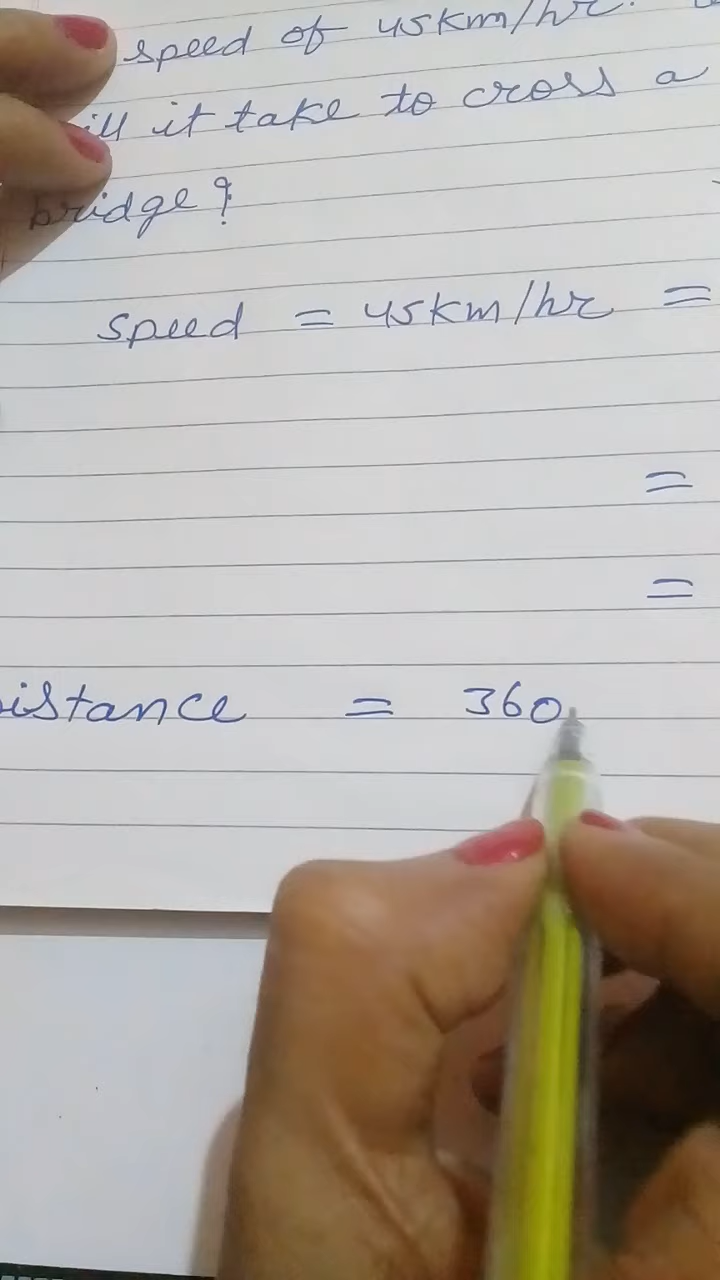 speed of 45km/hr.
ill it take to cross a
bridge?
speed = 45km/hr =
=
=
istance = 360